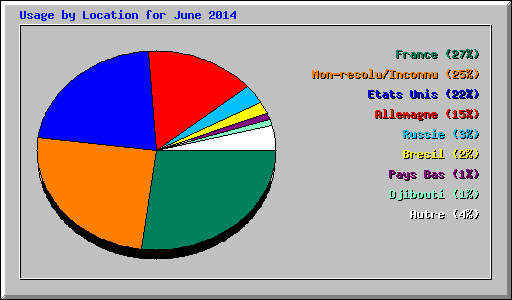 Usage by Location for June 2014
France (27%)
Non-resolu/Inconnu (25%)
Etats Unis (22%)
Allemagne (15%)
Russie (3%)
Bresil (2%)
Pays Bas (1%)
Djibouti (1%)
Autre (4%)